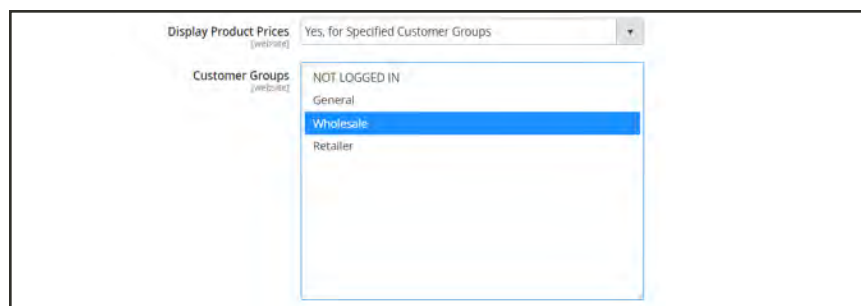 Display Product Prices Yes, for Specified Customer Groups
[website]
Customer Groups NOT LOGGED IN
[website]
General
Wholesale
Retailer